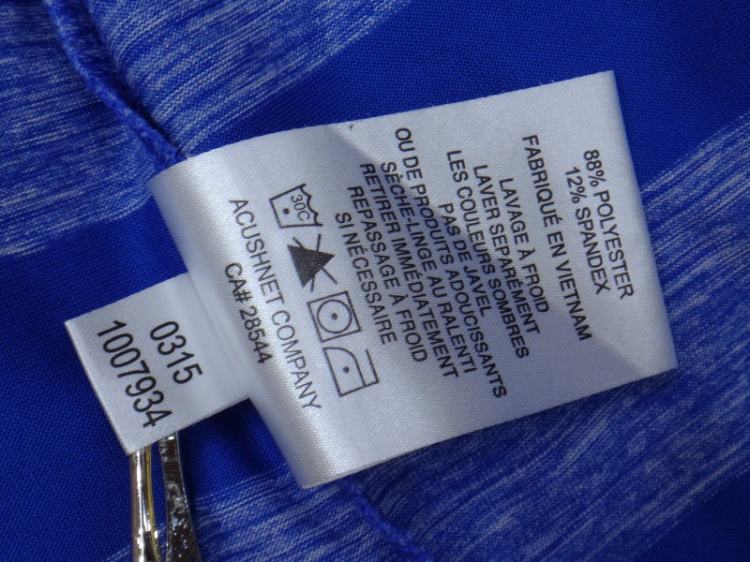 88% POLYESTER
12% SPANDEX
FABRIQUÉ EN VIETNAM
LAVAGE À FROID
LAVER SEPARÉMENT
LES COULEURS SOMBRES
PAS DE JAVEL
OU DE PRODUITS ADOUCISSANTS
SÈCHE-LINGE AU RALENTI
RETIRER IMMÉDIATEMENT
REPASSAGE À FROID
SI NÉCESSAIRE
30C
ACUSHNET COMPANY
CA# 28544
0315
1007934